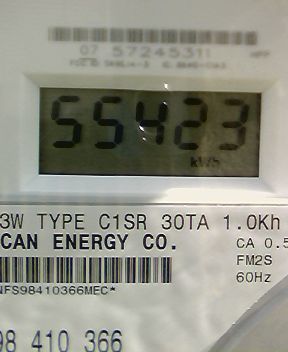 07 57245311
55423
kWh
3W TYPE C1SR 30TA 1.0Kh
CAN ENERGY CO.
CA 0.5
FM2S
60Hz
NFS98410366MEC*
98 410 366